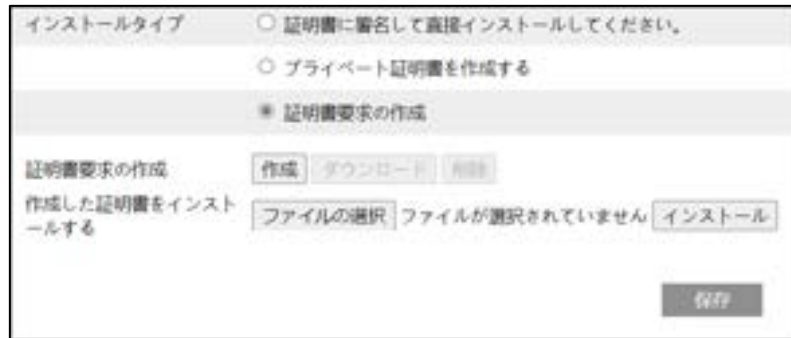 インストールタイプ ○ 証明書に署名して直接インストールしてください。
○ プライベート証明書を作成する
◉ 証明書要求の作成
証明書要求の作成 作成 ダウンロード 削除
作成した証明書をインスト
ールする ファイルの選択 ファイルが選択されていません インストール
保存